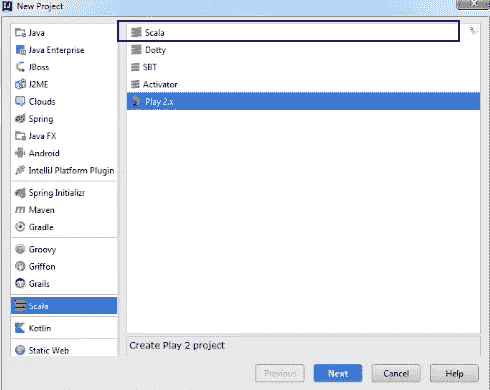 New Project
Java
Java Enterprise
JBoss
J2ME
Clouds
Spring
Java FX
Android
IntelliJ Platform Plugin
Spring Initializr
Maven
Gradle
Groovy
Griffon
Grails
Scala
Kotlin
Static Web
Scala
Dotty
SBT
Activator
Play 2.x
Create Play 2 project
Previous
Next
Cancel
Help